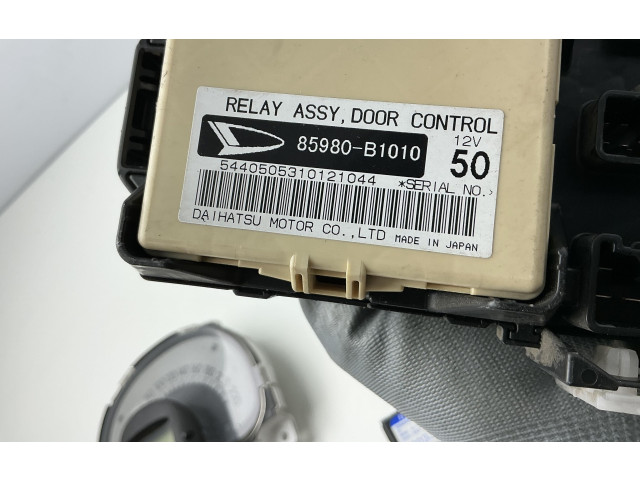 RELAY ASSY, DOOR CONTROL
85980-B1010
12V
50
5440505310121044 *SERIAL NO.>
DAIHATSU MOTOR CO.,LTD MADE IN JAPAN